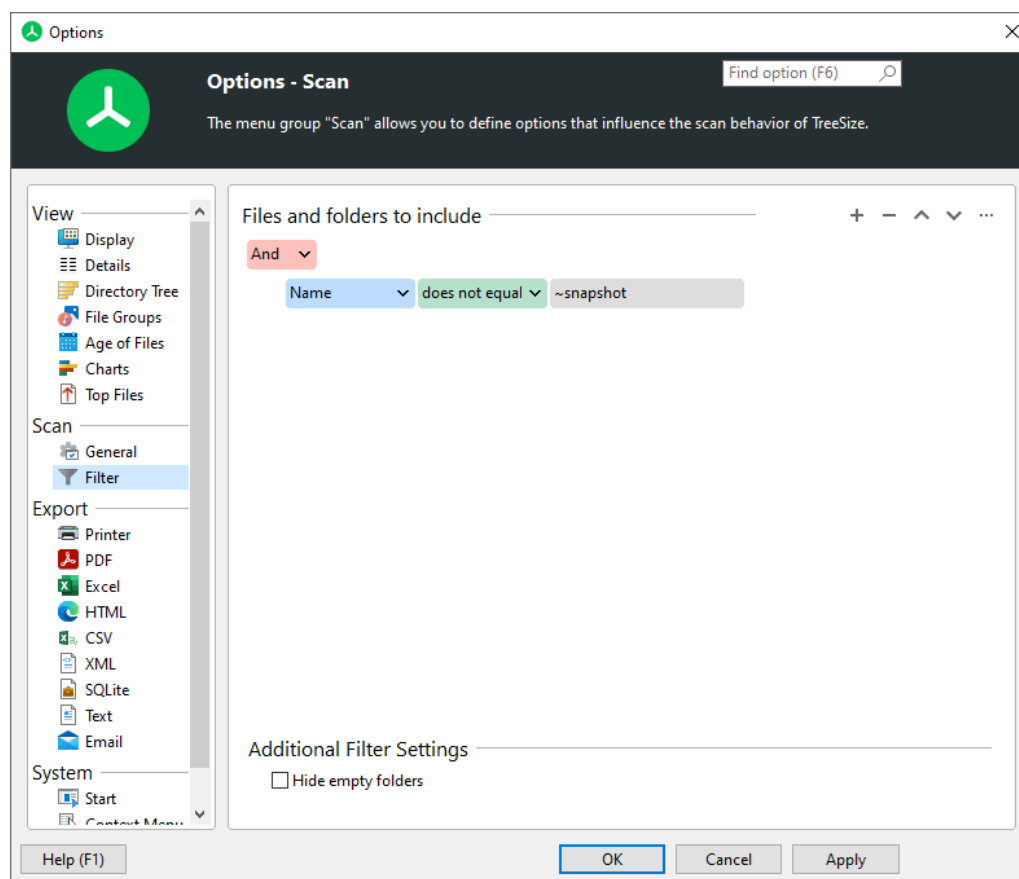 Options
Options - Scan
Find option (F6)
The menu group "Scan" allows you to define options that influence the scan behavior of TreeSize.
View
Display
Details
Directory Tree
File Groups
Age of Files
Charts
Top Files
Scan
General
Filter
Export
Printer
PDF
Excel
HTML
CSV
XML
SQLite
Text
Email
System
Start
Context Menu
Files and folders to include
And
Name does not equal ~snapshot
Additional Filter Settings
Hide empty folders
Help (F1) OK Cancel Apply